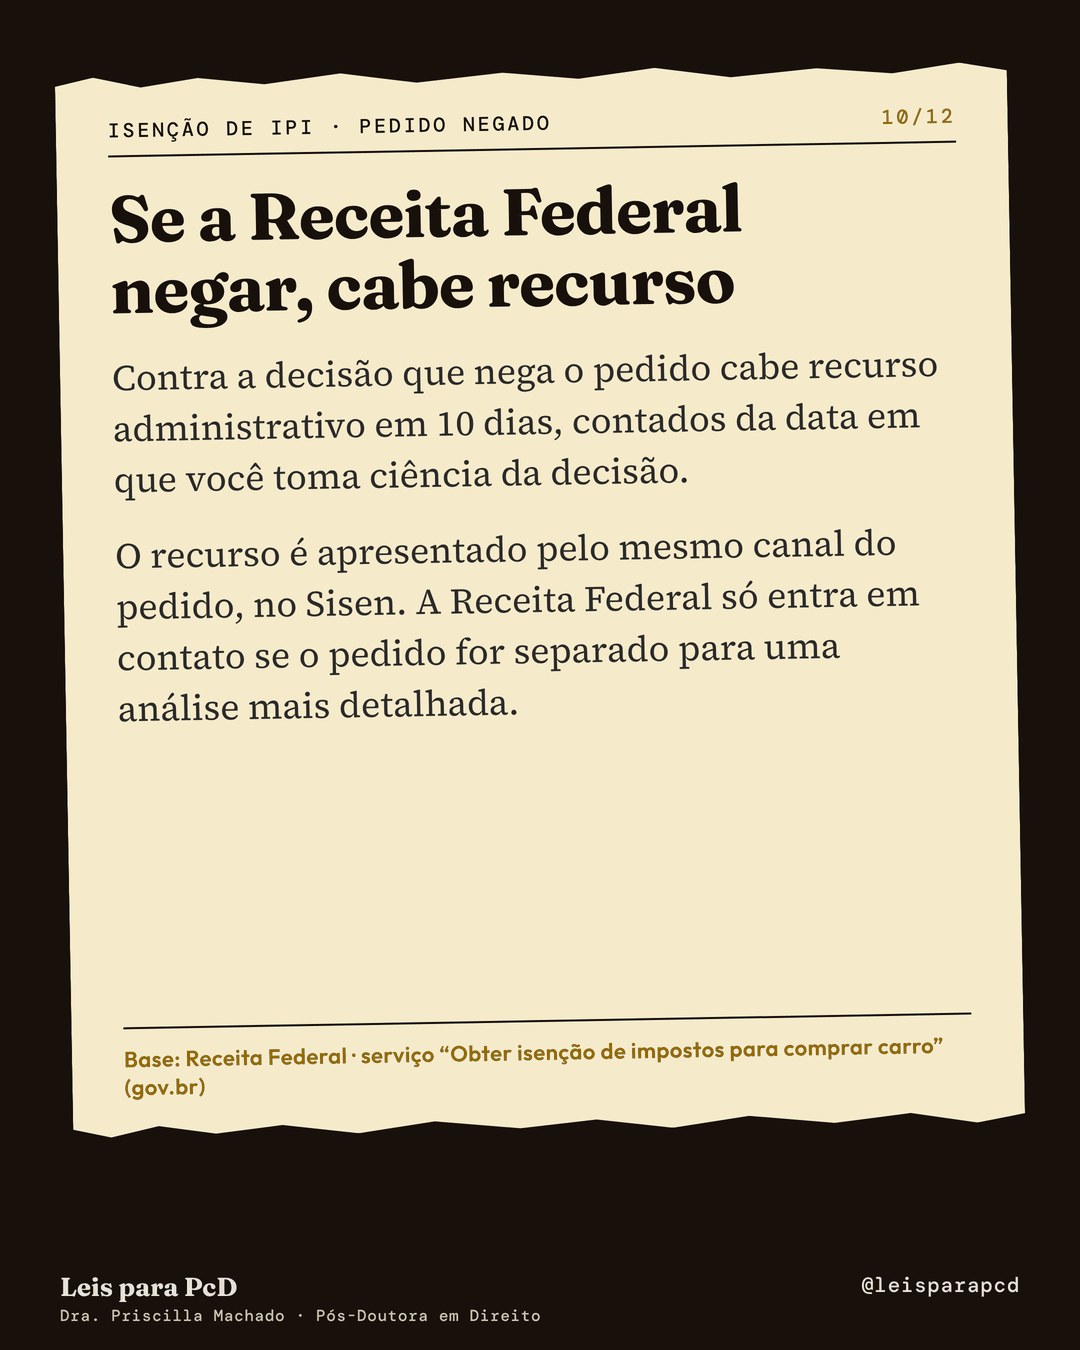 ISENÇÃO DE IPI · PEDIDO NEGADO
10/12
Se a Receita Federal
negar, cabe recurso
Contra a decisão que nega o pedido cabe recurso
administrativo em 10 dias, contados da data em
que você toma ciência da decisão.
O recurso é apresentado pelo mesmo canal do
pedido, no Sisen. A Receita Federal só entra em
contato se o pedido for separado para uma
análise mais detalhada.
Base: Receita Federal · serviço “Obter isenção de impostos para comprar carro”
(gov.br)
Leis para PcD
@leisparapcd
Dra. Priscilla Machado · Pós-Doutora em Direito